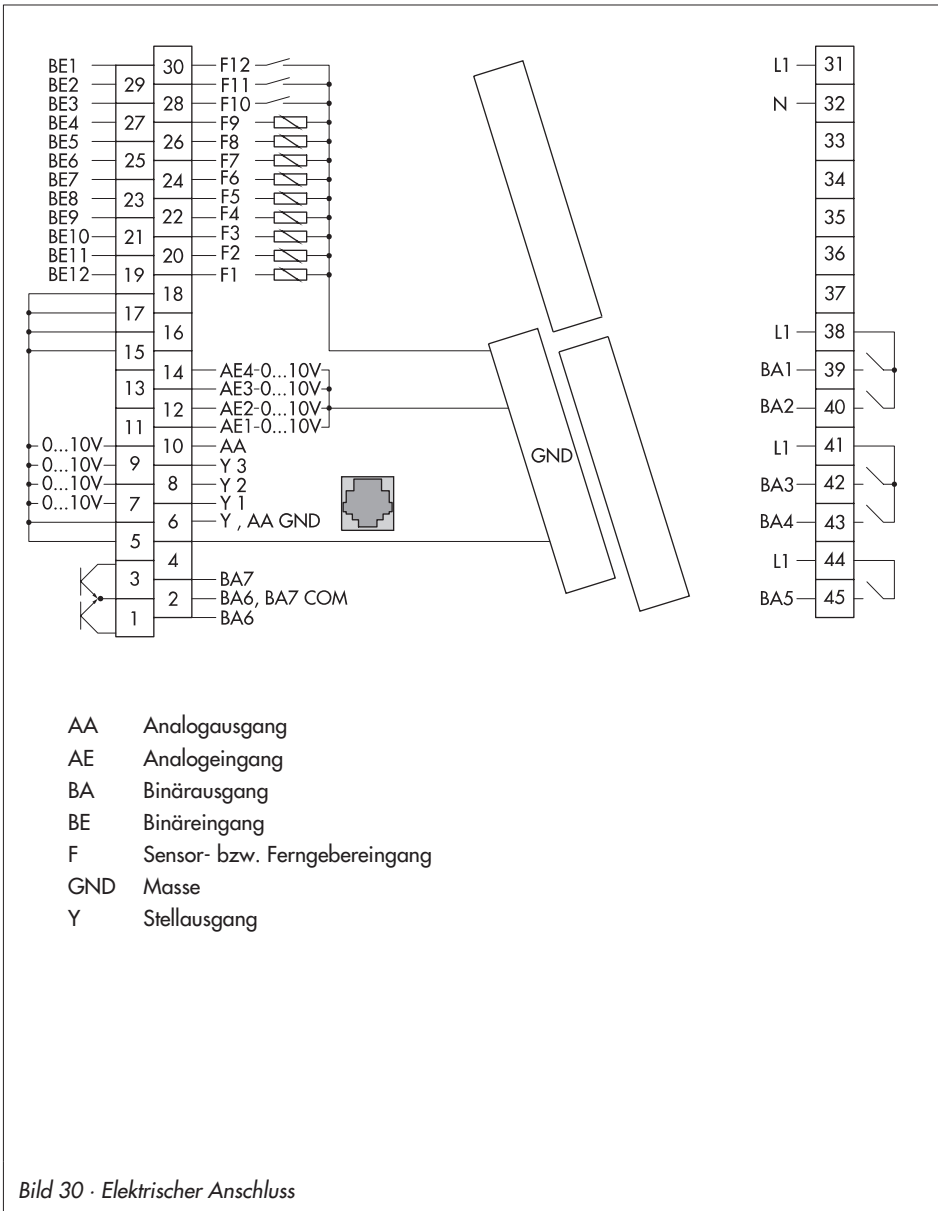 BE1 30 F12 L1 31
BE2 29 F11
BE3 28 F10 N 32
BE4 27 F9
BE5 26 F8 33
BE6 25 F7
BE7 24 F6 34
BE8 23 F5
BE9 22 F4 35
BE10 21 F3
BE11 20 F2 36
BE12 19 F1
18 37
17
16 L1 38
15
14 AE4-0...10V BA1 39
13 AE3-0...10V
12 AE2-0...10V BA2 40
11 AE1-0...10V
0...10V 10 AA L1 41
0...10V 9 Y 3 GND
0...10V 8 Y 2 BA3 42
0...10V 7 Y 1
6 Y , AA GND BA4 43
5
4 L1 44
3 BA7
2 BA6, BA7 COM BA5 45
1 BA6
AA Analogausgang
AE Analogeingang
BA Binärausgang
BE Binäreingang
F Sensor- bzw. Ferngebereingang
GND Masse
Y Stellausgang
Bild 30 · Elektrischer Anschluss